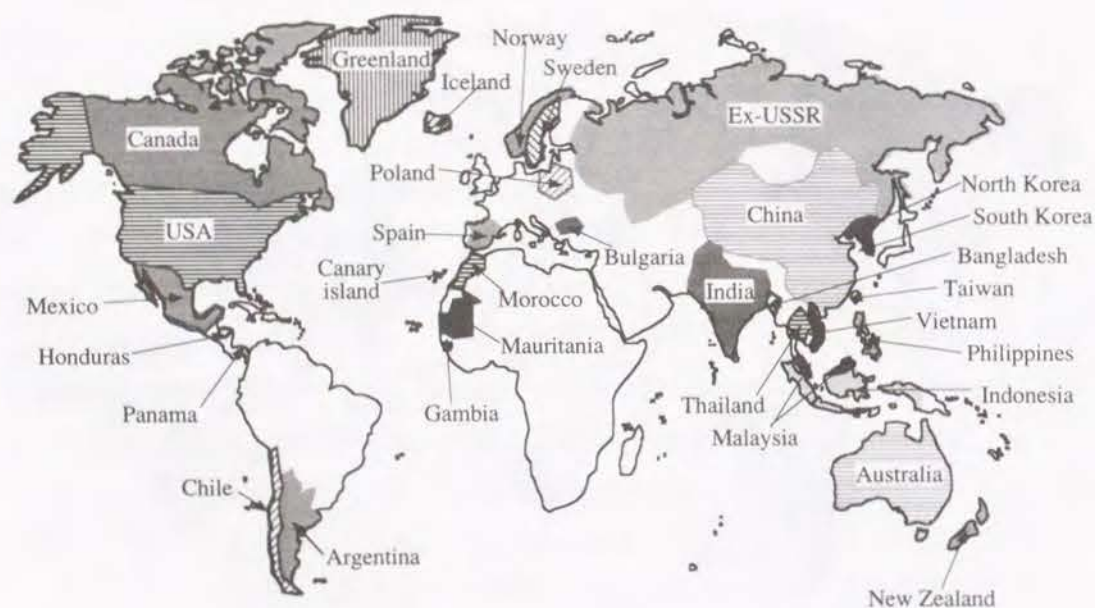 Greenland
Norway
Sweden
Iceland
Canada
Ex-USSR
Poland
North Korea
China
South Korea
USA
Spain
Bulgaria
Bangladesh
Canary
island
India
Mexico
Morocco
Taiwan
Vietnam
Honduras
Mauritania
Philippines
Panama
Gambia
Thailand
Indonesia
Malaysia
Australia
Chile
Argentina
New Zealand